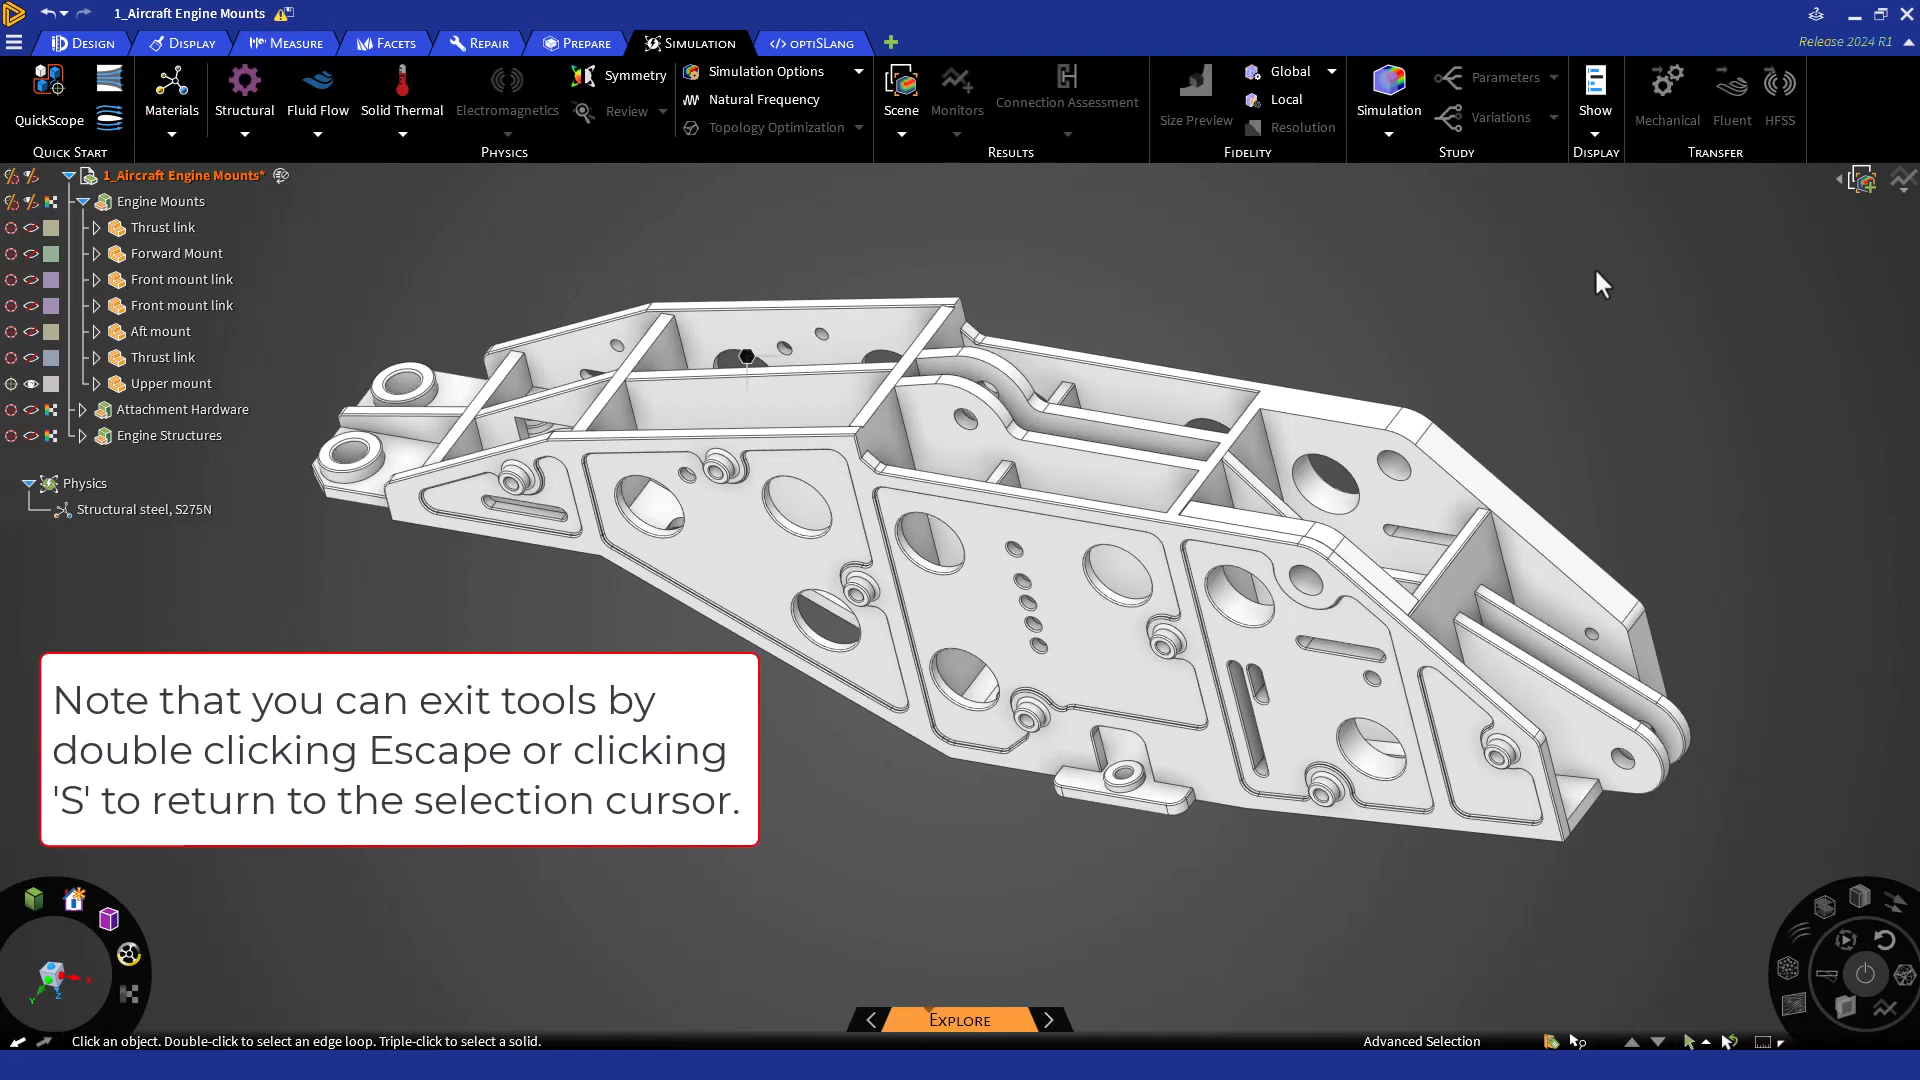 1_Aircraft Engine Mounts
DESIGN
DISPLAY
MEASURE
FACETS
REPAIR
PREPARE
SIMULATION
OPTISLANG
Release 2024 R1
QuickScope
Materials
Structural
Fluid Flow
Solid Thermal
Electromagnetics
Symmetry
Review
Simulation Options
Natural Frequency
Topology Optimization
Scene
Monitors
Connection Assessment
Size Preview
Global
Local
Resolution
Simulation
Parameters
Variations
Show
Mechanical
Fluent
HFSS
QUICK START
PHYSICS
RESULTS
FIDELITY
STUDY
DISPLAY
TRANSFER
1_Aircraft Engine Mounts*
Engine Mounts
Thrust link
Forward Mount
Front mount link
Front mount link
Aft mount
Thrust link
Upper mount
Attachment Hardware
Engine Structures
Physics
Structural steel, S275N
Note that you can exit tools by
double clicking Escape or clicking
'S' to return to the selection cursor.
X
Y
Z
EXPLORE
Click an object. Double-click to select an edge loop. Triple-click to select a solid.
Advanced Selection